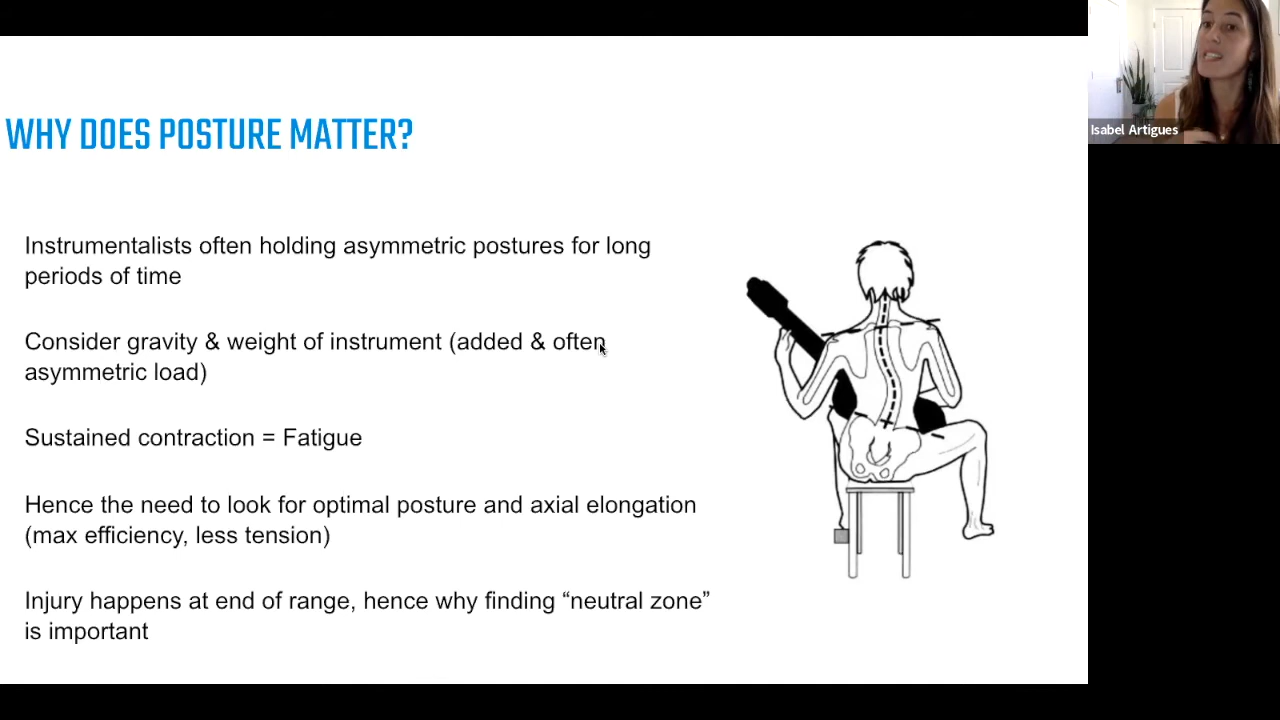 WHY DOES POSTURE MATTER?
Isabel Artigues
Instrumentalists often holding asymmetric postures for long
periods of time
Consider gravity & weight of instrument (added & often
asymmetric load)
Sustained contraction = Fatigue
Hence the need to look for optimal posture and axial elongation
(max efficiency, less tension)
Injury happens at end of range, hence why finding “neutral zone”
is important